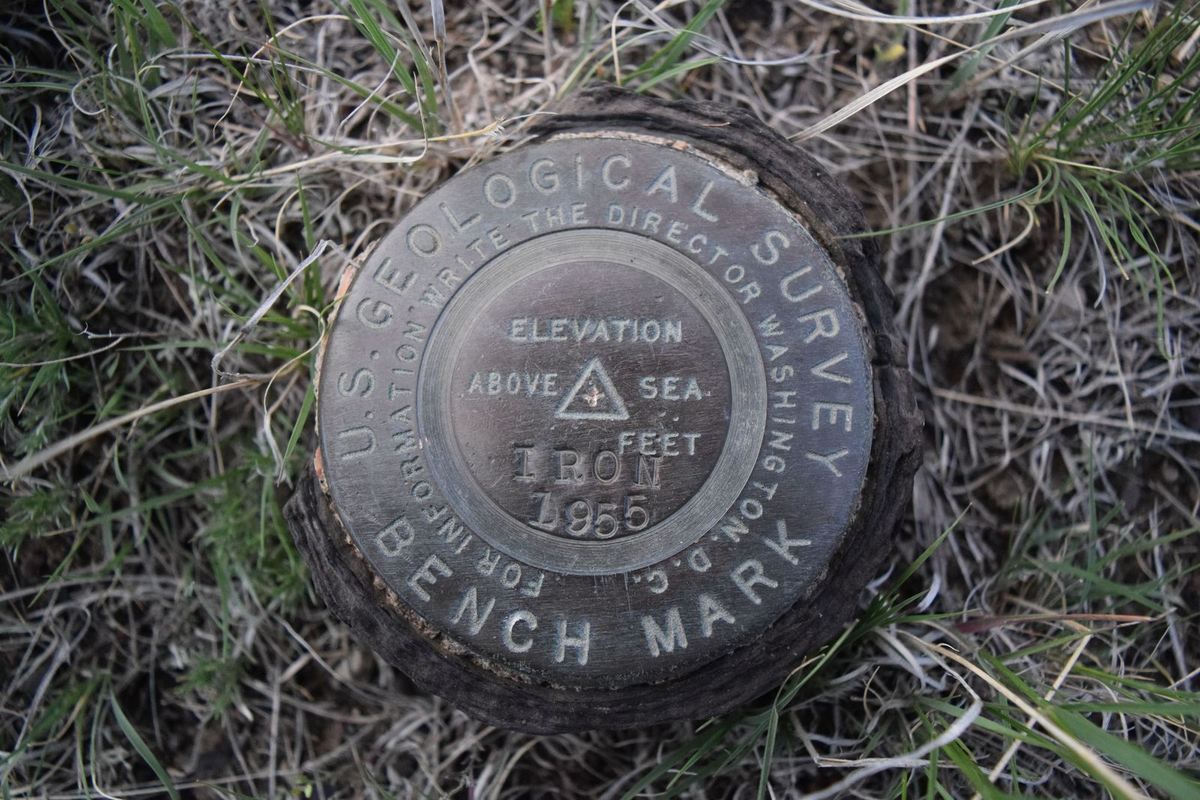 U.S. GEOLOGICAL SURVEY
FOR INFORMATION WRITE THE DIRECTOR WASHINGTON, D.C.
ELEVATION
ABOVE SEA
FEET
IRON
1955
BENCH MARK